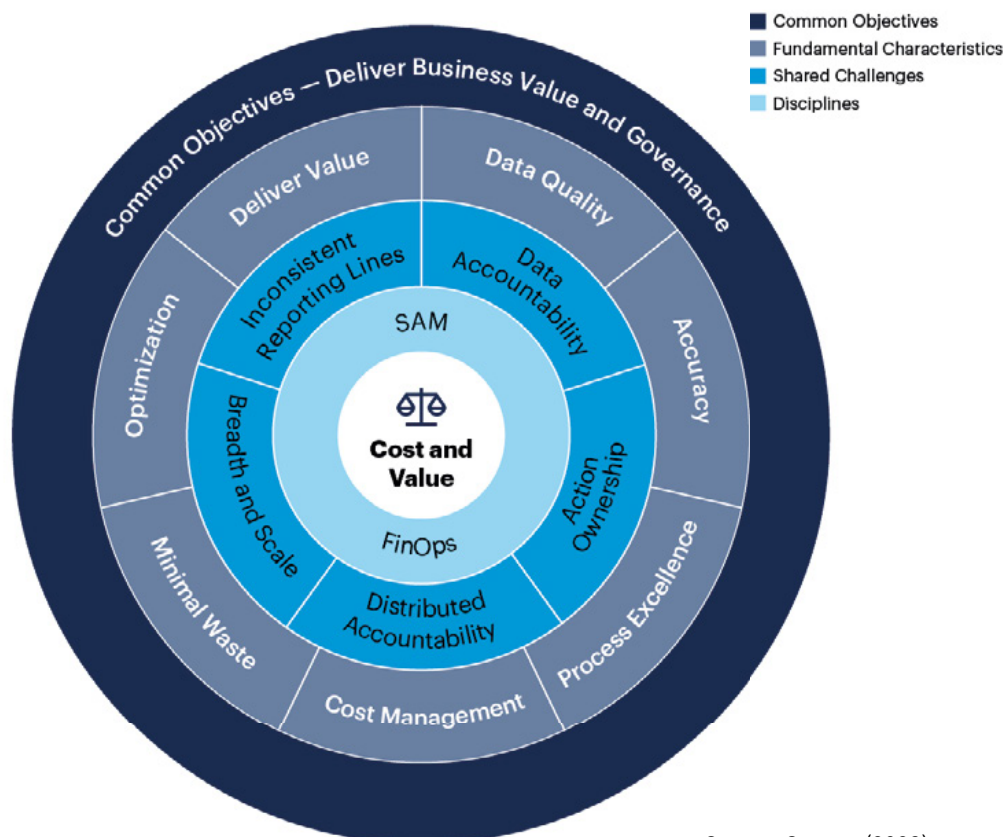 Common Objectives
Fundamental Characteristics
Shared Challenges
Disciplines
Common Objectives — Deliver Business Value and Governance
Deliver Value
Data Quality
Accuracy
Process Excellence
Cost Management
Minimal Waste
Optimization
Inconsistent
Reporting Lines
Data
Accountability
Action
Ownership
Distributed
Accountability
Breadth and Scale
SAM
Cost and
Value
FinOps